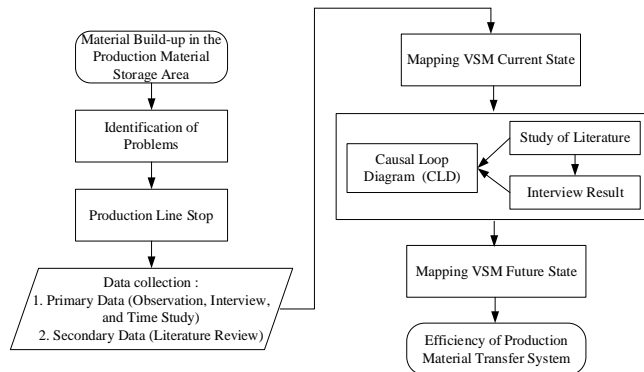 Material Build-up in the
Production Material
Storage Area
Identification of
Problems
Production Line Stop
Data collection :
1. Primary Data (Observation, Interview,
and Time Study)
2. Secondary Data (Literature Review)
Mapping VSM Current State
Study of Literature
Causal Loop
Diagram (CLD)
Interview Result
Mapping VSM Future State
Efficiency of Production
Material Transfer System